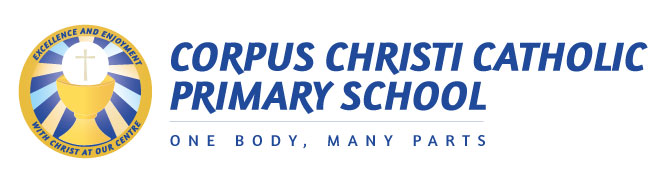 EXCELLENCE AND ENJOYMENT
WITH CHRIST AT OUR CENTRE
CORPUS CHRISTI CATHOLIC
PRIMARY SCHOOL
ONE BODY, MANY PARTS